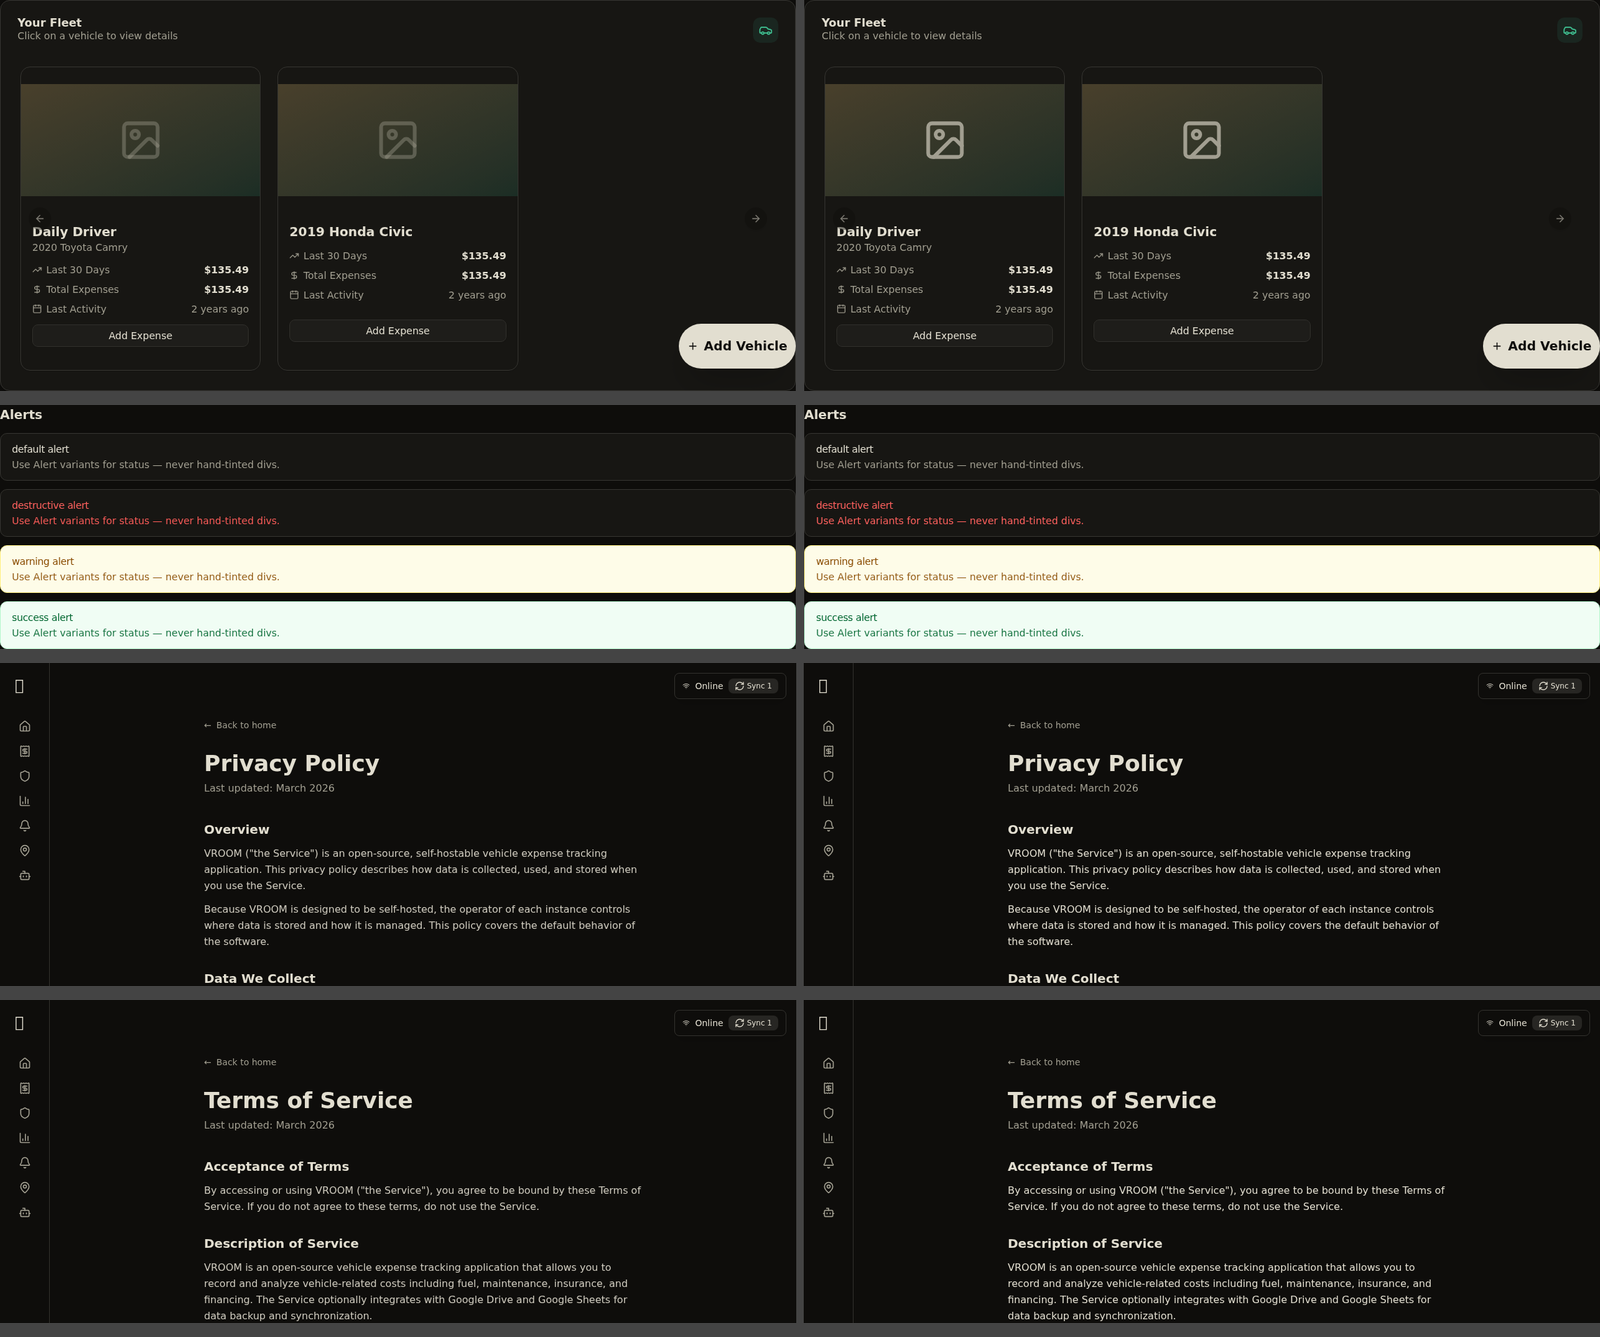 Your Fleet
Click on a vehicle to view details
Daily Driver
2020 Toyota Camry
Last 30 Days $135.49
Total Expenses $135.49
Last Activity 2 years ago
Add Expense
2019 Honda Civic
Last 30 Days $135.49
Total Expenses $135.49
Last Activity 2 years ago
Add Expense
+ Add Vehicle
Your Fleet
Click on a vehicle to view details
Daily Driver
2020 Toyota Camry
Last 30 Days $135.49
Total Expenses $135.49
Last Activity 2 years ago
Add Expense
2019 Honda Civic
Last 30 Days $135.49
Total Expenses $135.49
Last Activity 2 years ago
Add Expense
+ Add Vehicle
Alerts
default alert
Use Alert variants for status — never hand-tinted divs.
destructive alert
Use Alert variants for status — never hand-tinted divs.
warning alert
Use Alert variants for status — never hand-tinted divs.
success alert
Use Alert variants for status — never hand-tinted divs.
Alerts
default alert
Use Alert variants for status — never hand-tinted divs.
destructive alert
Use Alert variants for status — never hand-tinted divs.
warning alert
Use Alert variants for status — never hand-tinted divs.
success alert
Use Alert variants for status — never hand-tinted divs.
Online Sync 1
← Back to home
Privacy Policy
Last updated: March 2026
Overview
VROOM ("the Service") is an open-source, self-hostable vehicle expense tracking
application. This privacy policy describes how data is collected, used, and stored when
you use the Service.
Because VROOM is designed to be self-hosted, the operator of each instance controls
where data is stored and how it is managed. This policy covers the default behavior of
the software.
Data We Collect
Online Sync 1
← Back to home
Privacy Policy
Last updated: March 2026
Overview
VROOM ("the Service") is an open-source, self-hostable vehicle expense tracking
application. This privacy policy describes how data is collected, used, and stored when
you use the Service.
Because VROOM is designed to be self-hosted, the operator of each instance controls
where data is stored and how it is managed. This policy covers the default behavior of
the software.
Data We Collect
Online Sync 1
← Back to home
Terms of Service
Last updated: March 2026
Acceptance of Terms
By accessing or using VROOM ("the Service"), you agree to be bound by these Terms of
Service. If you do not agree to these terms, do not use the Service.
Description of Service
VROOM is an open-source vehicle expense tracking application that allows you to
record and analyze vehicle-related costs including fuel, maintenance, insurance, and
financing. The Service optionally integrates with Google Drive and Google Sheets for
data backup and synchronization.
Online Sync 1
← Back to home
Terms of Service
Last updated: March 2026
Acceptance of Terms
By accessing or using VROOM ("the Service"), you agree to be bound by these Terms of
Service. If you do not agree to these terms, do not use the Service.
Description of Service
VROOM is an open-source vehicle expense tracking application that allows you to
record and analyze vehicle-related costs including fuel, maintenance, insurance, and
financing. The Service optionally integrates with Google Drive and Google Sheets for
data backup and synchronization.